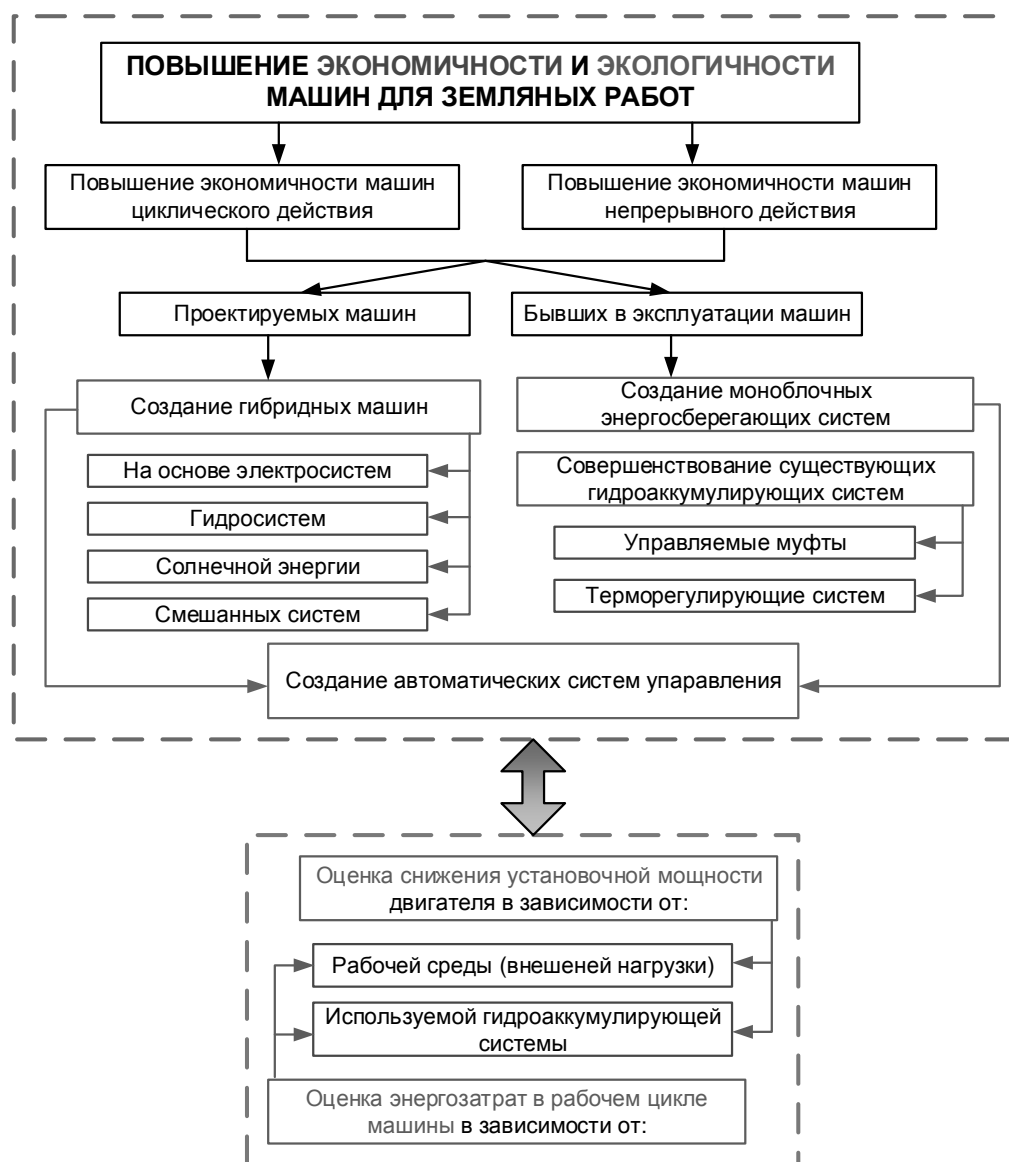 ПОВЫШЕНИЕ ЭКОНОМИЧНОСТИ И ЭКОЛОГИЧНОСТИ
МАШИН ДЛЯ ЗЕМЛЯНЫХ РАБОТ
Повышение экономичности машин
циклического действия
Повышение экономичности машин
непрерывного действия
Проектируемых машин
Бывших в эксплуатации машин
Создание гибридных машин
На основе электросистем
Гидросистем
Солнечной энергии
Смешанных систем
Создание моноблочных
энергосберегающих систем
Совершенствование существующих
гидроаккумулирующих систем
Управляемые муфты
Терморегулирующие систем
Создание автоматических систем упаравления
Оценка снижения установочной мощности
двигателя в зависимости от:
Рабочей среды (внешеней нагрузки)
Используемой гидроаккумулирующей
системы
Оценка энергозатрат в рабочем цикле
машины в зависимости от: